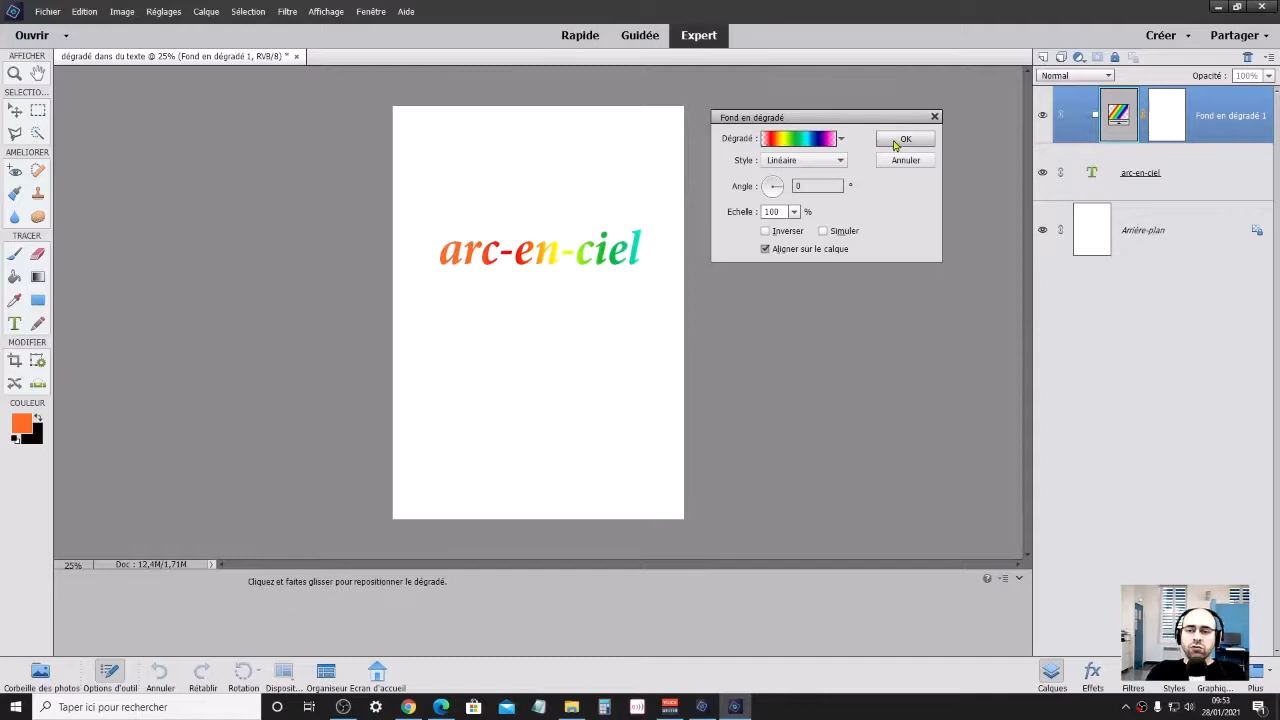 Fichier Edition Image Réglages Calque Sélection Filtre Affichage Fenêtre Aide
Ouvrir Rapide Guidée Expert Créer Partager
AFFICHER dégradé dans du texte @ 25% (Fond en dégradé 1, RVB/8) * ×
Normal Opacité : 100%
SELECTIO...
Fond en dégradé 1
Fond en dégradé
Dégradé : OK
Style : Linéaire Annuler
AMELIORER
arc-en-ciel
Angle : 0 °
Echelle : 100 %
Inverser Simuler
Aligner sur le calque
TRACER
Arrière-plan
arc-en-ciel
MODIFIER
COULEUR
25% Doc : 12,4M/1,71M
Cliquez et faites glisser pour repositionner le dégradé.
Corbeille des photos Options d'outil Annuler Rétablir Rotation Disposit... Organiseur Ecran d'accueil Calques Effets Filtres Styles Graphiq... Plus
Taper ici pour rechercher
09:53
28/01/2021